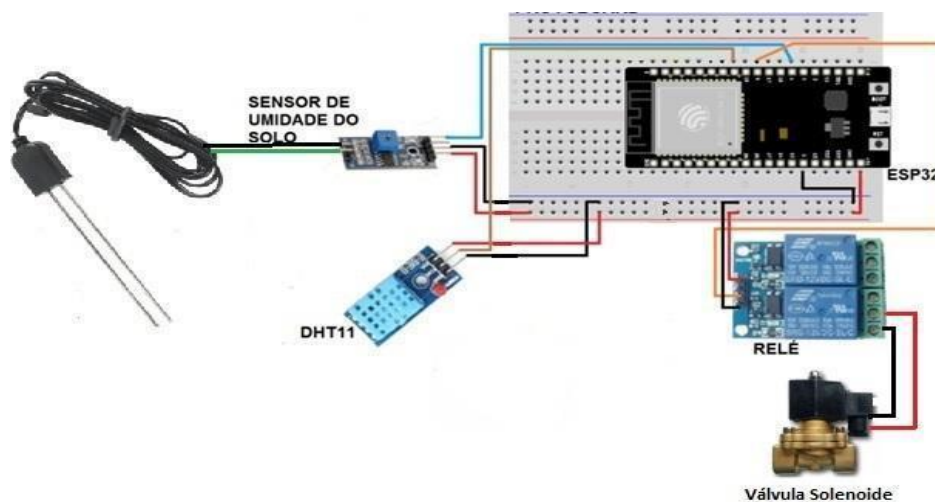 SENSOR DE
UMIDADE DO
SOLO
ESP32
DHT11
RELÉ
Válvula Solenoide